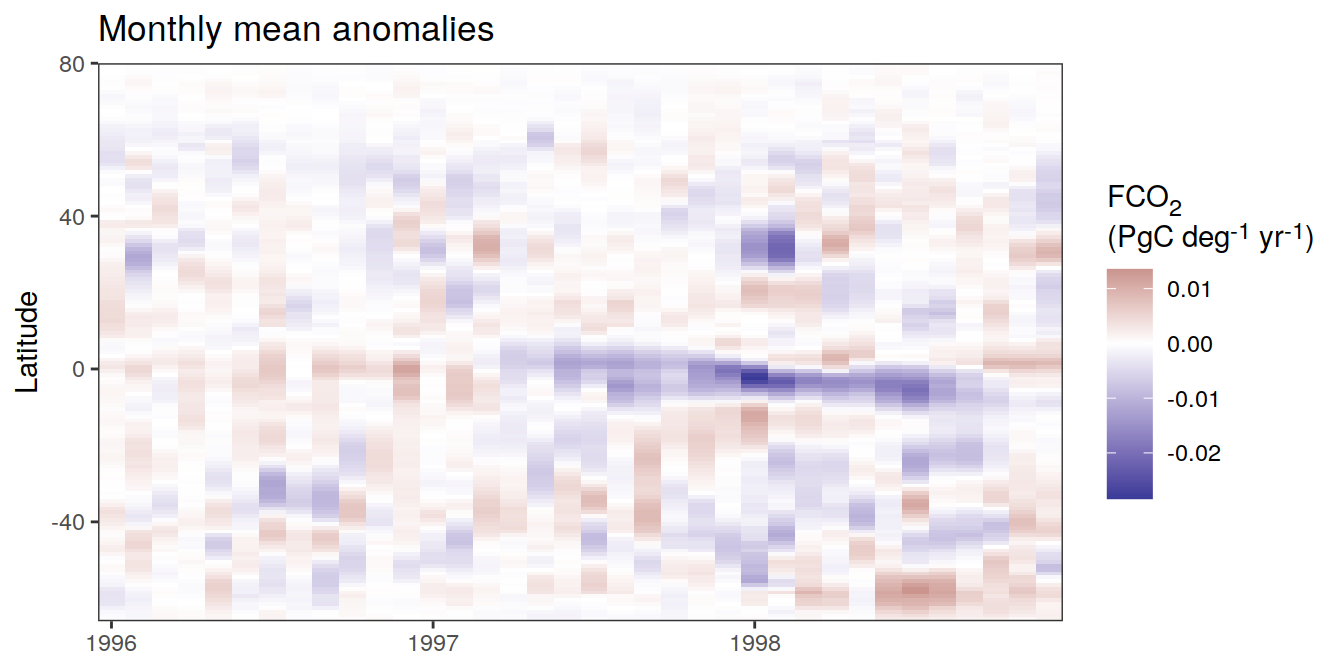 Monthly mean anomalies
80
40
0
-40
Latitude
1996
1997
1998
FCO₂
(PgC deg⁻¹ yr⁻¹)
0.01
0.00
-0.01
-0.02